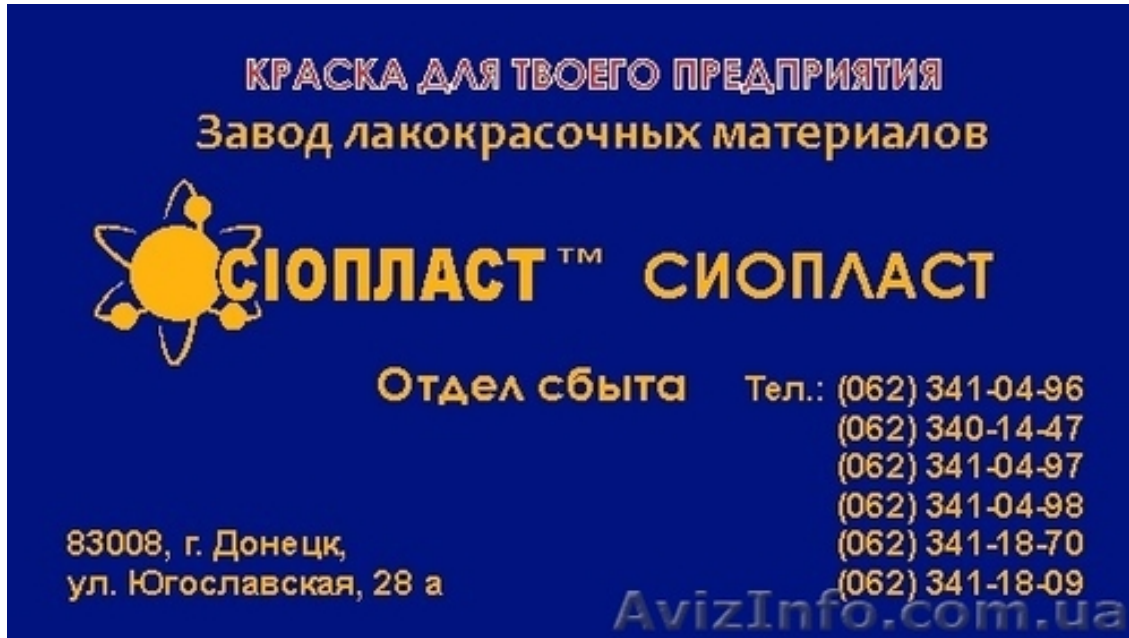 КРАСКА ДЛЯ ТВОЕГО ПРЕДПРИЯТИЯ
Завод лакокрасочных материалов
СІОПЛАСТ™ СИОПЛАСТ
Отдел сбыта Тел.: (062) 341-04-96
(062) 340-14-47
(062) 341-04-97
(062) 341-04-98
83008, г. Донецк, (062) 341-18-70
ул. Югославская, 28 а (062) 341-18-09
AvizInfo.com.ua